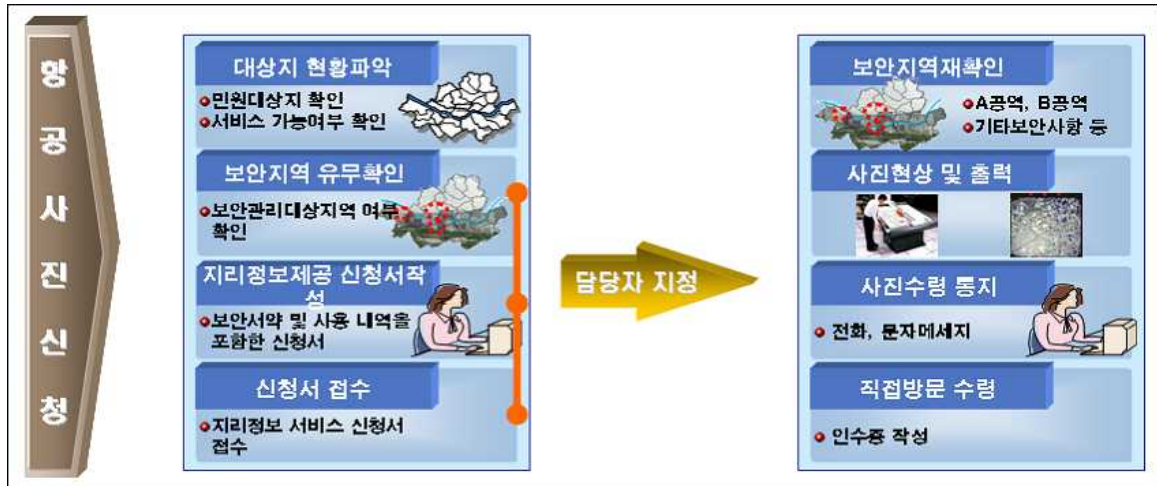 항공사진신청
대상지 현황파악
민원대상지 확인
서비스 가능여부 확인
보안지역 유무확인
보안관리대상지역 여부
확인
지리정보제공 신청서작
성
보안서약 및 사용 내역을
포함한 신청서
신청서 접수
지리정보 서비스 신청서
접수
담당자 지정
보안지역재확인
A공역, B공역
기타보안사항 등
사진현상 및 출력
사진수령 통지
전화, 문자메세지
직접방문 수령
인수증 작성